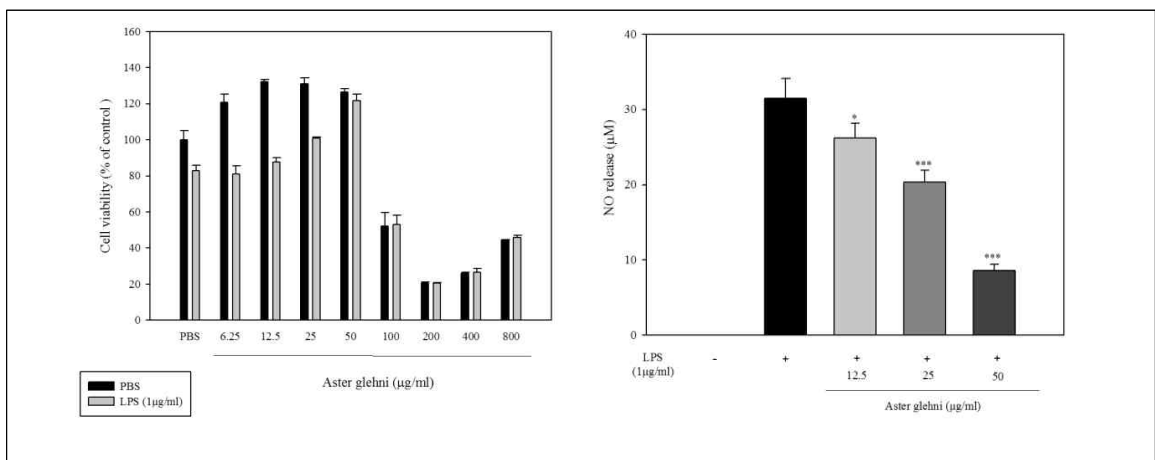 160
140
120
100
80
60
40
20
0
Cell viability (% of control )
PBS 6.25 12.5 25 50 100 200 400 800
Aster glehni (μg/ml)
PBS
LPS (1μg/ml)
40
30
20
10
0
NO release (μM)
*
***
***
LPS - + + + +
(1μg/ml) 12.5 25 50
Aster glehni (μg/ml)